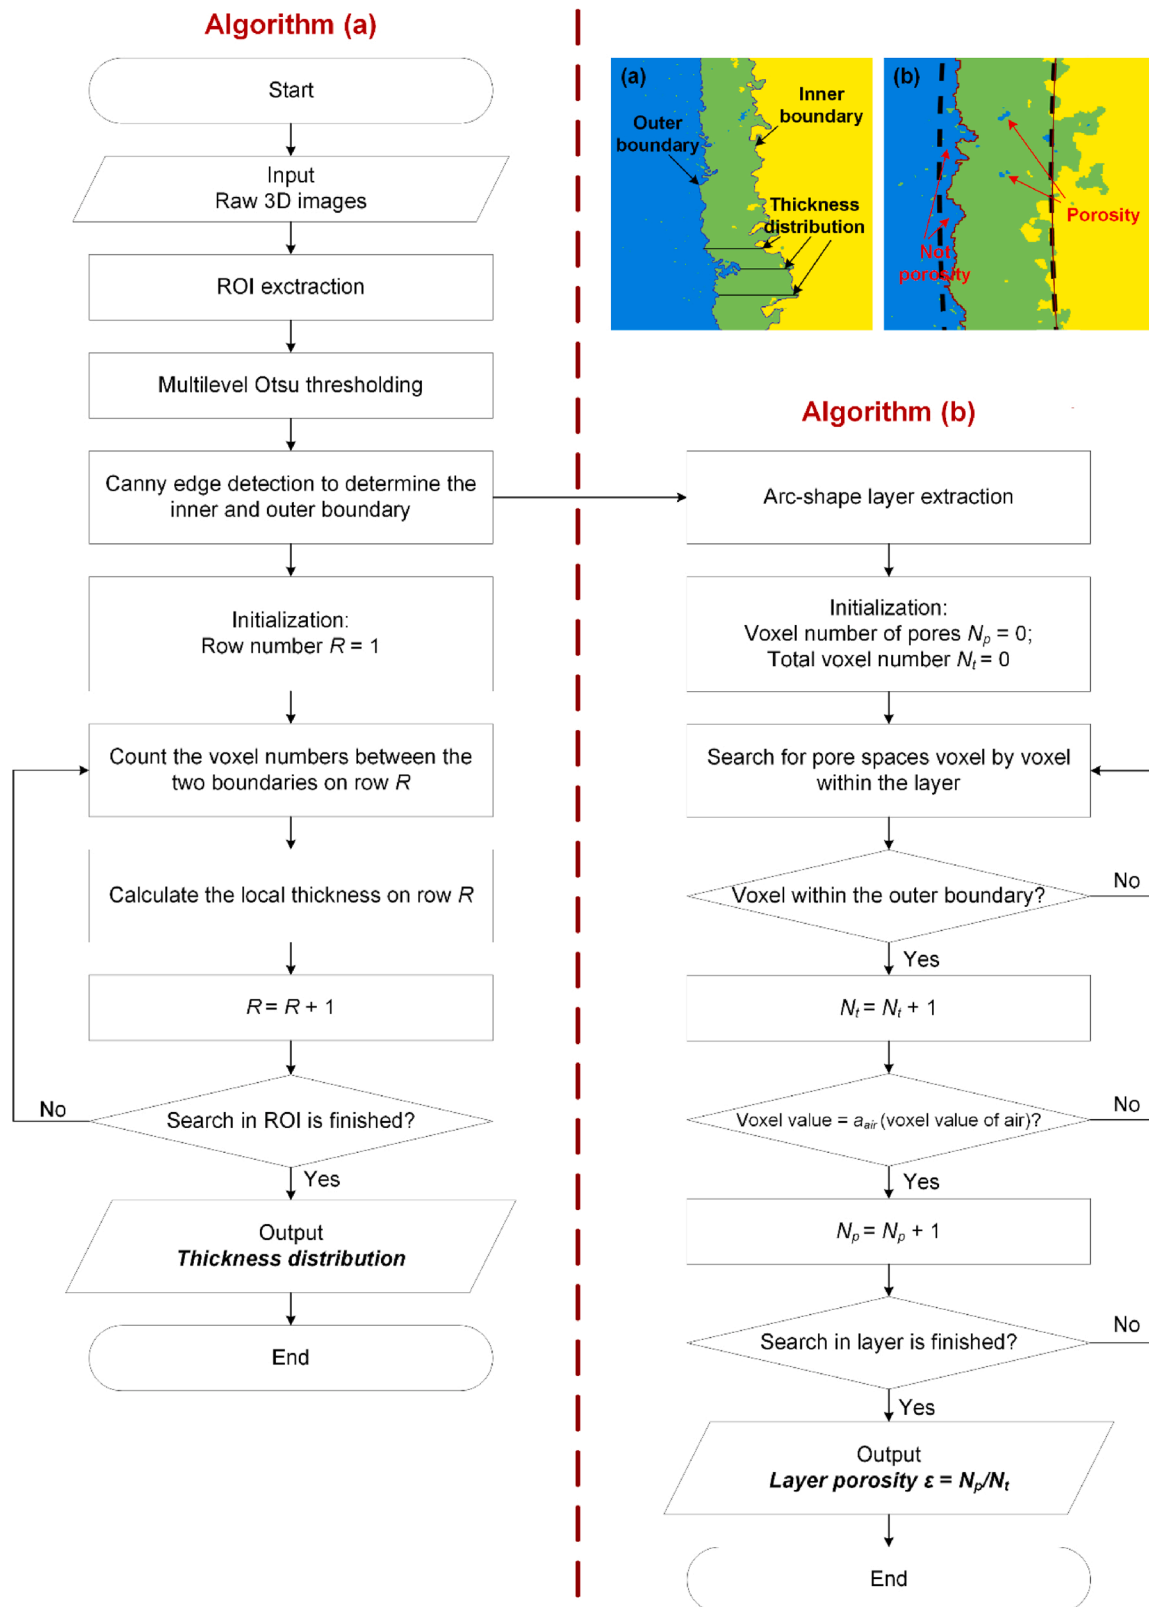 Algorithm (a)
Start
Input
Raw 3D images
ROI exctraction
Multilevel Otsu thresholding
Canny edge detection to determine the
inner and outer boundary
Initialization:
Row number R = 1
Count the voxel numbers between the
two boundaries on row R
Calculate the local thickness on row R
R = R + 1
Search in ROI is finished?
No
Yes
Output
Thickness distribution
End
(a)
Inner
boundary
Outer
boundary
Thickness
distribution
(b)
Porosity
Not
porosity
Algorithm (b)
Arc-shape layer extraction
Initialization:
Voxel number of pores Np = 0;
Total voxel number Nt = 0
Search for pore spaces voxel by voxel
within the layer
Voxel within the outer boundary?
No
Yes
Nt = Nt + 1
Voxel value = aair (voxel value of air)?
No
Yes
Np = Np + 1
Search in layer is finished?
No
Yes
Output
Layer porosity ε = Np/Nt
End